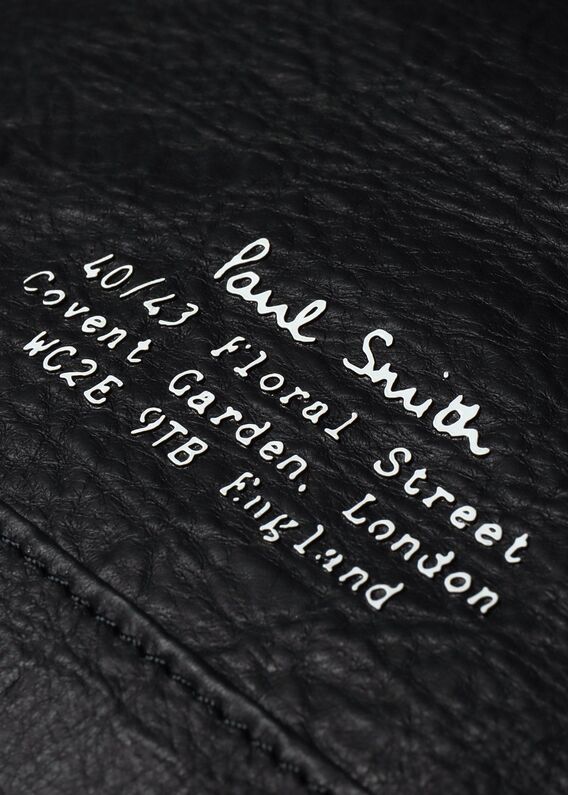 Paul Smith
40/43 Floral Street
Covent Garden. London
WC2E 9TB England